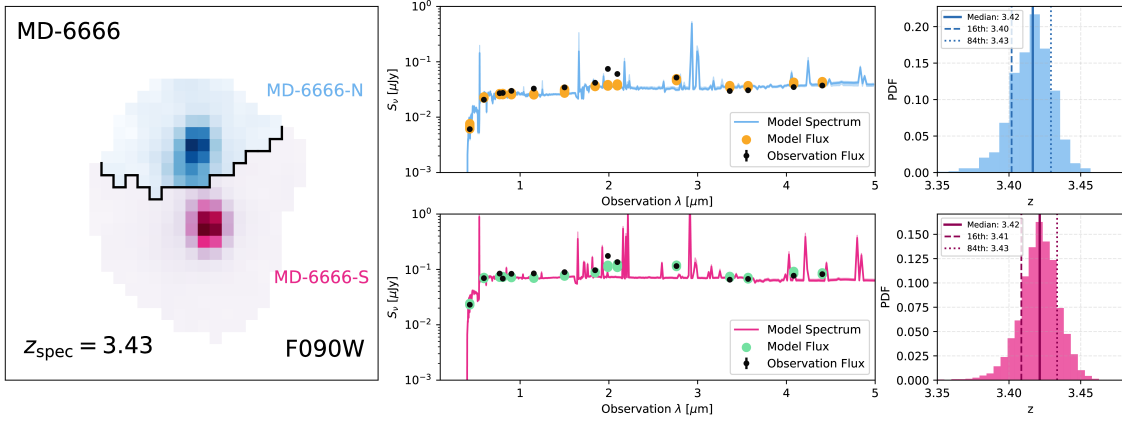 MD-6666
MD-6666-N
MD-6666-S
z_spec = 3.43
F090W
10^0
10^-1
10^-2
10^-3
S_ν [μJy]
Model Spectrum
Model Flux
Observation Flux
1 2 3 4 5
Observation λ [μm]
0.20
0.15
0.10
0.05
0.00
PDF
Median: 3.42
16th: 3.40
84th: 3.43
3.35 3.40 3.45
z
10^0
10^-1
10^-2
10^-3
S_ν [μJy]
Model Spectrum
Model Flux
Observation Flux
1 2 3 4 5
Observation λ [μm]
0.150
0.125
0.100
0.075
0.050
0.025
0.000
PDF
Median: 3.42
16th: 3.41
84th: 3.43
3.35 3.40 3.45
z